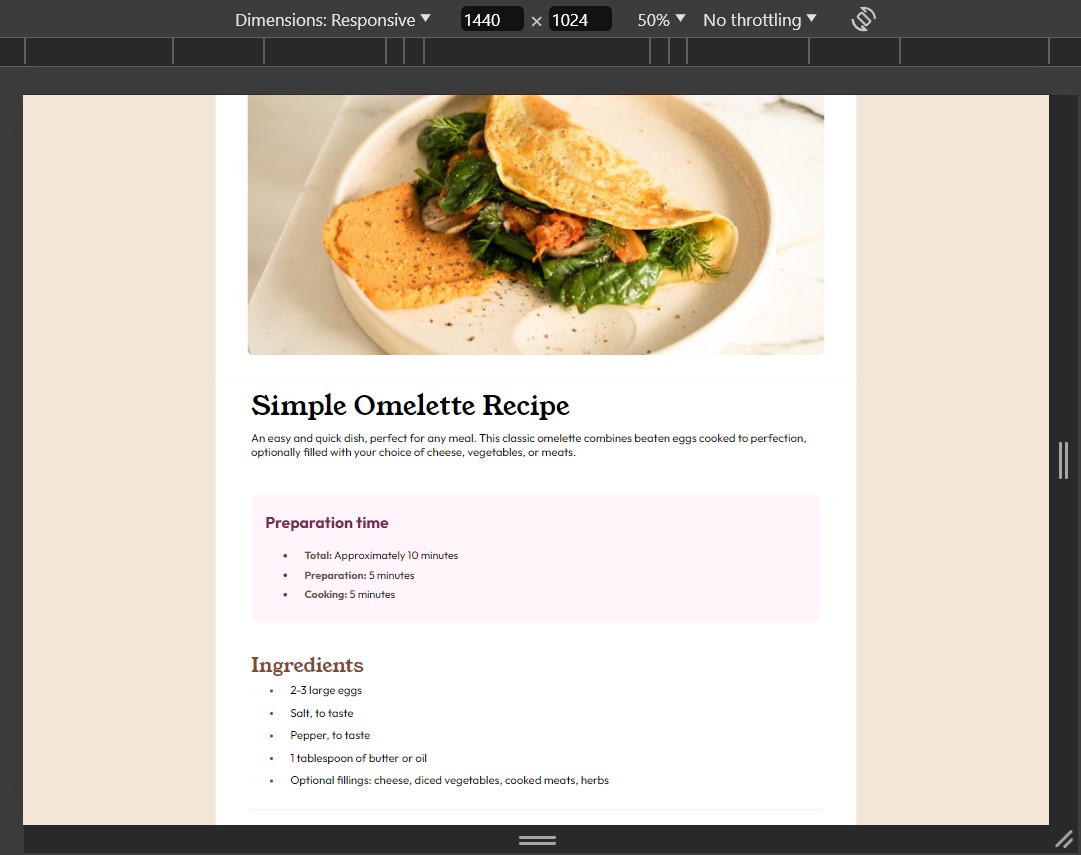 Dimensions: Responsive ▼ 1440 × 1024 50% ▼ No throttling ▼
Simple Omelette Recipe
An easy and quick dish, perfect for any meal. This classic omelette combines beaten eggs cooked to perfection,
optionally filled with your choice of cheese, vegetables, or meats.
Preparation time
• Total: Approximately 10 minutes
• Preparation: 5 minutes
• Cooking: 5 minutes
Ingredients
• 2-3 large eggs
• Salt, to taste
• Pepper, to taste
• 1 tablespoon of butter or oil
• Optional fillings: cheese, diced vegetables, cooked meats, herbs